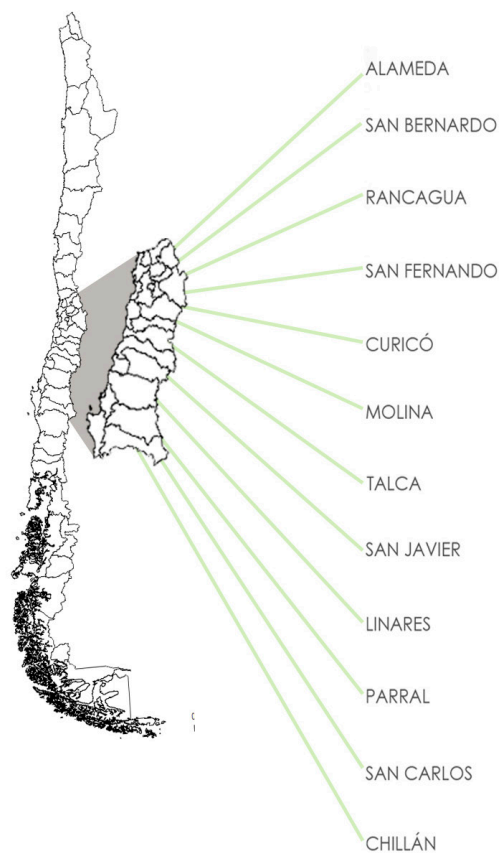 ALAMEDA
SAN BERNARDO
RANCAGUA
SAN FERNANDO
CURICÓ
MOLINA
TALCA
SAN JAVIER
LINARES
PARRAL
SAN CARLOS
CHILLÁN